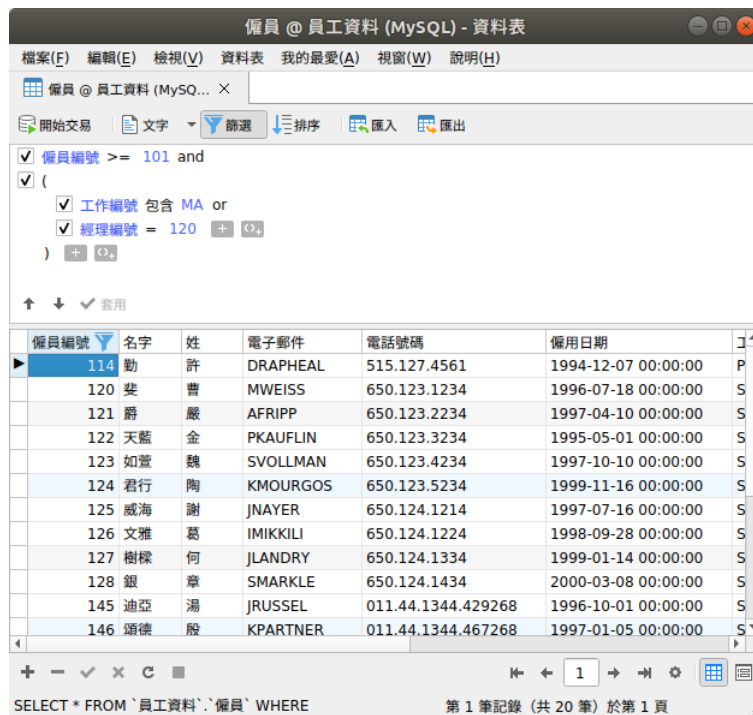 僱員 @ 員工資料 (MySQL) - 資料表
檔案(F) 編輯(E) 檢視(V) 資料表 我的最愛(A) 視窗(W) 說明(H)
僱員 @ 員工資料 (MySQ... ×
開始交易 文字 篩選 排序 匯入 匯出
僱員編號 >= 101 and
(
工作編號 包含 MA or
經理編號 = 120
)
套用
僱員編號 名字 姓 電子郵件 電話號碼 僱用日期
114 勤 許 DRAPHEAL 515.127.4561 1994-12-07 00:00:00 P
120 斐 曹 MWEISS 650.123.1234 1996-07-18 00:00:00 S
121 爵 嚴 AFRIPP 650.123.2234 1997-04-10 00:00:00 S
122 天藍 金 PKAUFLIN 650.123.3234 1995-05-01 00:00:00 S
123 如萱 魏 SVOLLMAN 650.123.4234 1997-10-10 00:00:00 S
124 君行 陶 KMOURGOS 650.123.5234 1999-11-16 00:00:00 S
125 威海 謝 JNAYER 650.124.1214 1997-07-16 00:00:00 S
126 文雅 葛 IMIKKILI 650.124.1224 1998-09-28 00:00:00 S
127 樹樑 何 JLANDRY 650.124.1334 1999-01-14 00:00:00 S
128 銀 章 SMARKLE 650.124.1434 2000-03-08 00:00:00 S
145 迪亞 湯 JRUSSEL 011.44.1344.429268 1996-10-01 00:00:00 S
146 頌德 殷 KPARTNER 011.44.1344.467268 1997-01-05 00:00:00 S
1
SELECT * FROM `員工資料`.`僱員` WHERE 第 1 筆記錄（共 20 筆）於第 1 頁